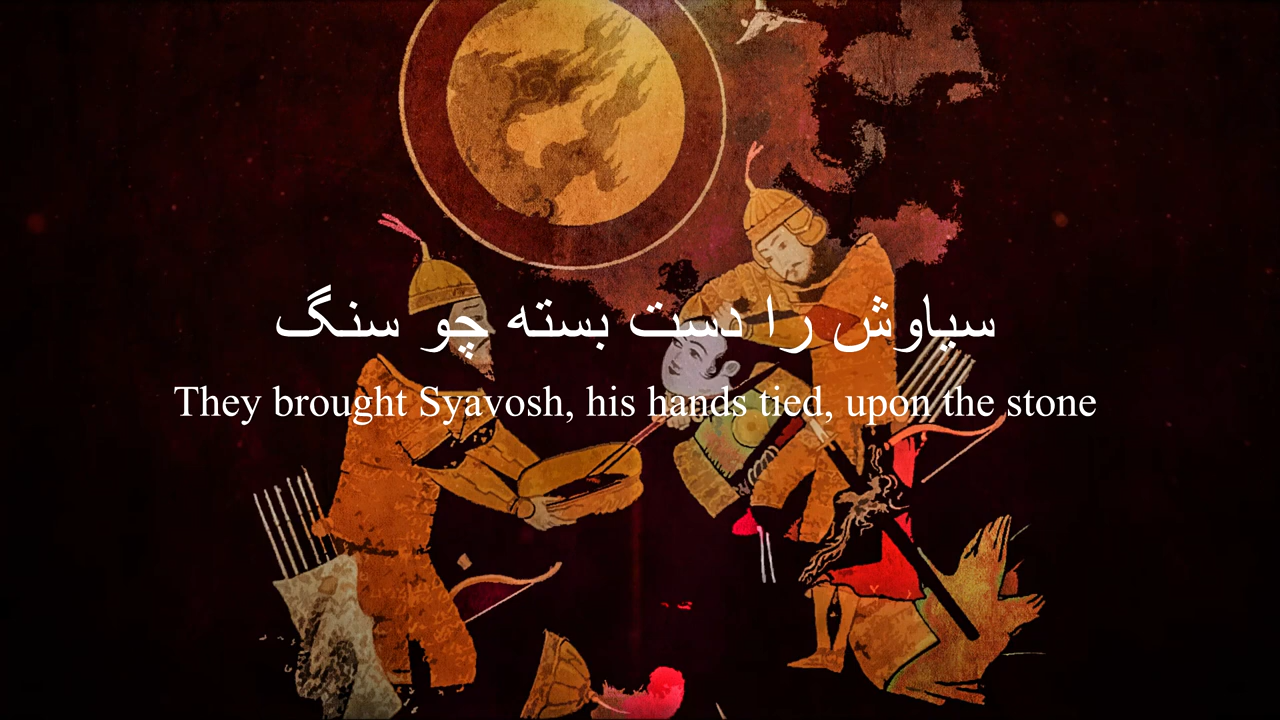 سیاوش را دست بسته چو سنگ
They brought Syavosh, his hands tied, upon the stone